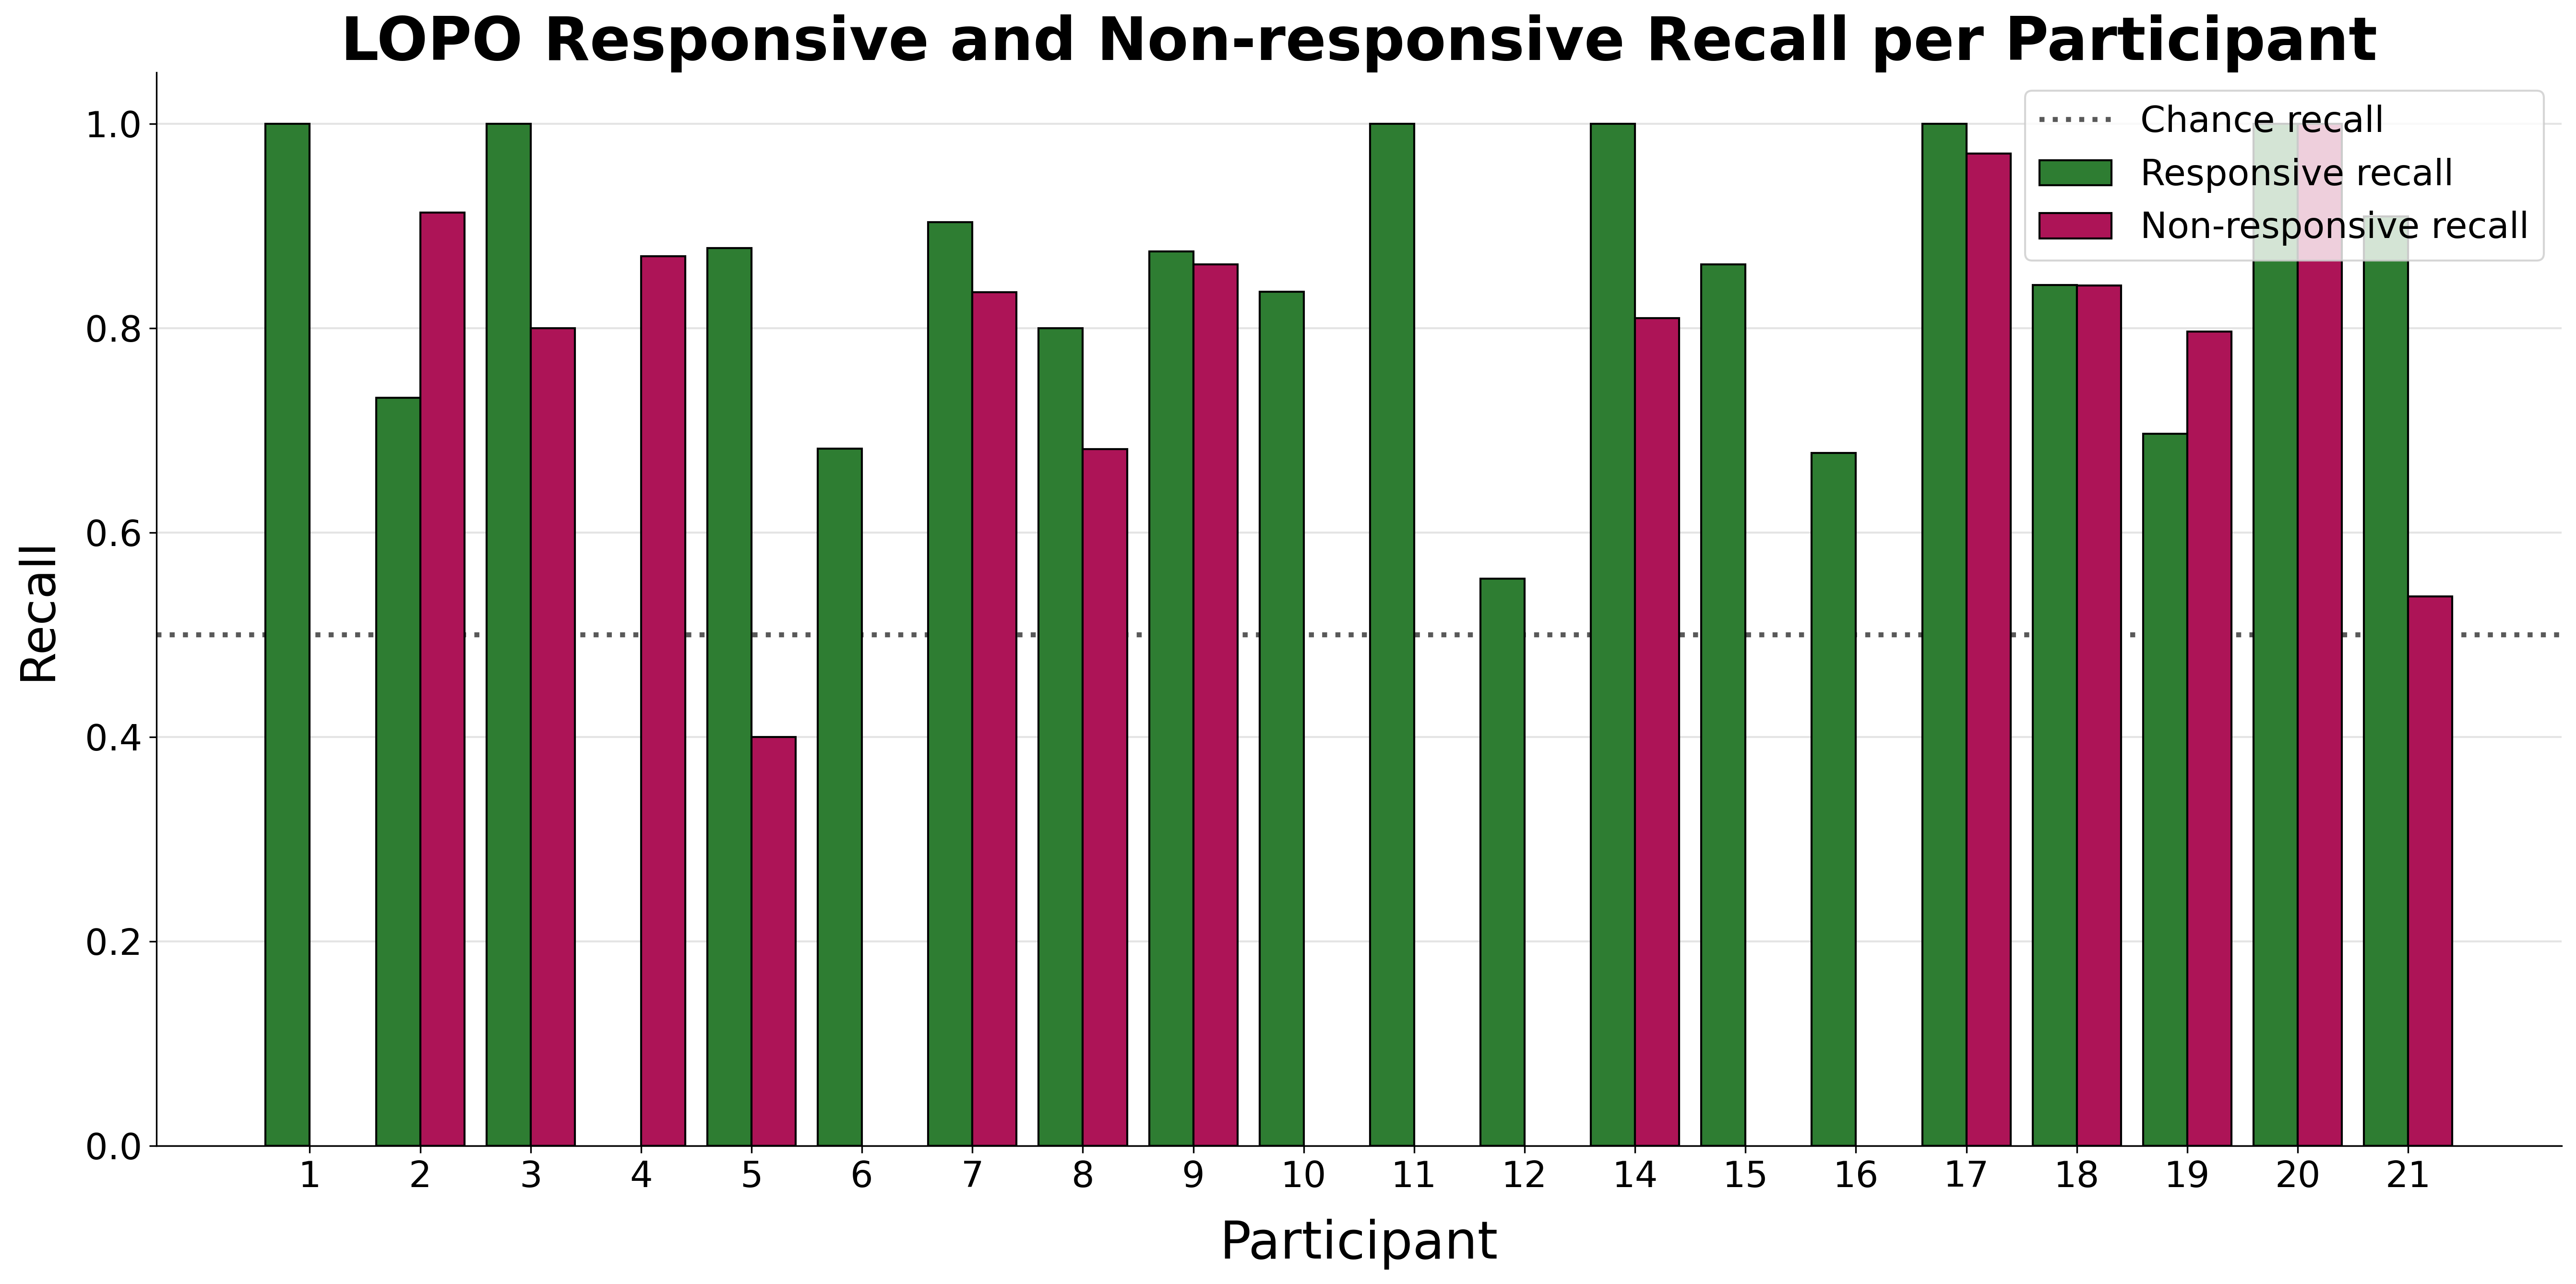 LOPO Responsive and Non-responsive Recall per Participant
Chance recall
Responsive recall
Non-responsive recall
Recall
1.0
0.8
0.6
0.4
0.2
0.0
1 2 3 4 5 6 7 8 9 10 11 12 14 15 16 17 18 19 20 21
Participant